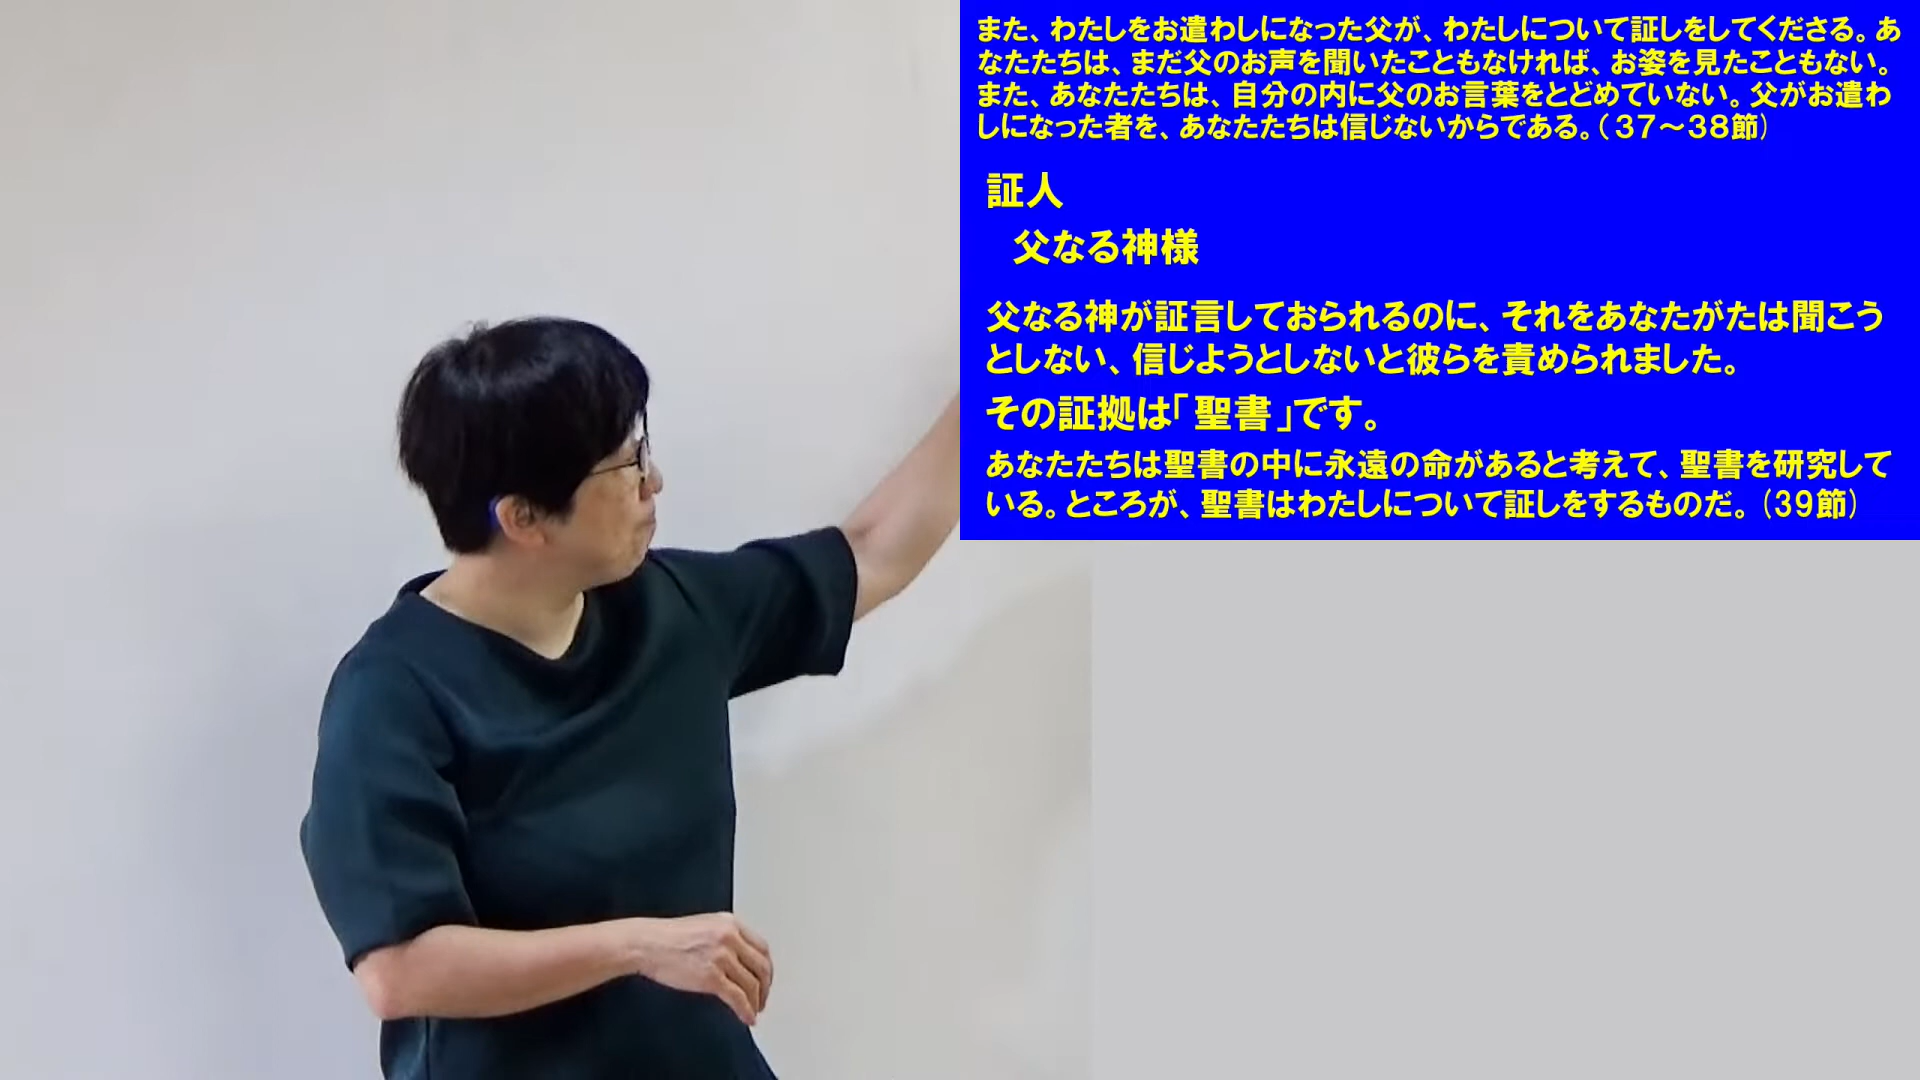 また、わたしをお遣わしになった父が、わたしについて証しをしてくださる。あ
なたたちは、まだ父のお声を聞いたこともなければ、お姿を見たこともない。
また、あなたたちは、自分の内に父のお言葉をとどめていない。父がお遣わ
しになった者を、あなたたちは信じないからである。（３７～３８節）
証人
父なる神様
父なる神が証言しておられるのに、それをあなたがたは聞こう
としない、信じようとしないと彼らを責められました。
その証拠は「聖書」です。
あなたたちは聖書の中に永遠の命があると考えて、聖書を研究して
いる。ところが、聖書はわたしについて証しをするものだ。（39節）